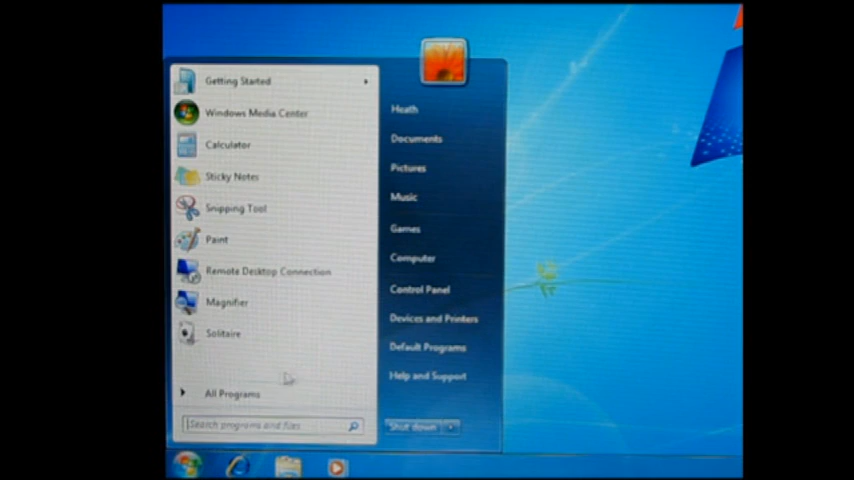 Getting Started
Windows Media Center
Calculator
Sticky Notes
Snipping Tool
Paint
Remote Desktop Connection
Magnifier
Solitaire
All Programs
Search programs and files
Heath
Documents
Pictures
Music
Games
Computer
Control Panel
Devices and Printers
Default Programs
Help and Support
Shut down